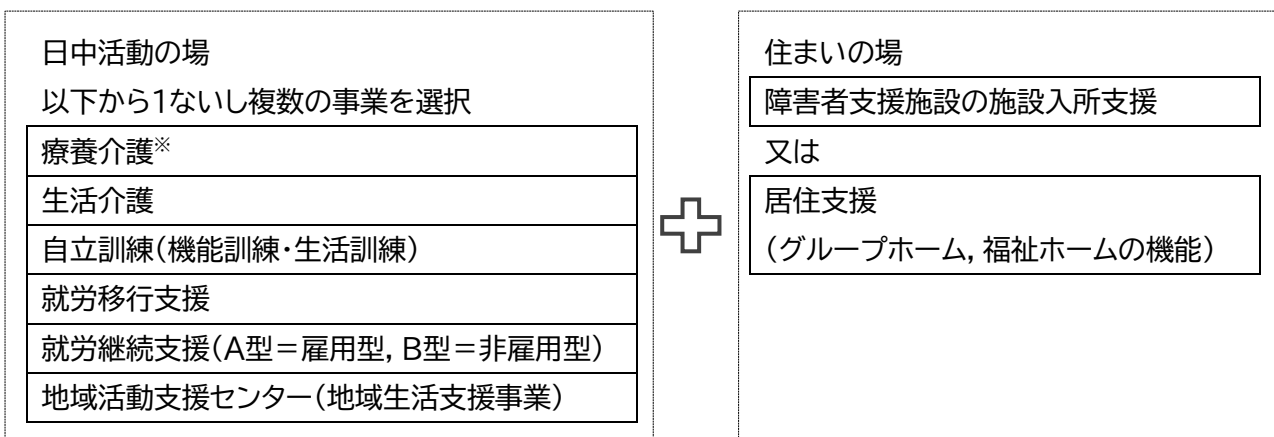 日中活動の場
以下から1ないし複数の事業を選択
療養介護※
生活介護
自立訓練(機能訓練・生活訓練)
就労移行支援
就労継続支援(A型＝雇用型, B型＝非雇用型)
地域活動支援センター(地域生活支援事業)
住まいの場
障害者支援施設の施設入所支援
又は
居住支援
(グループホーム, 福祉ホームの機能)